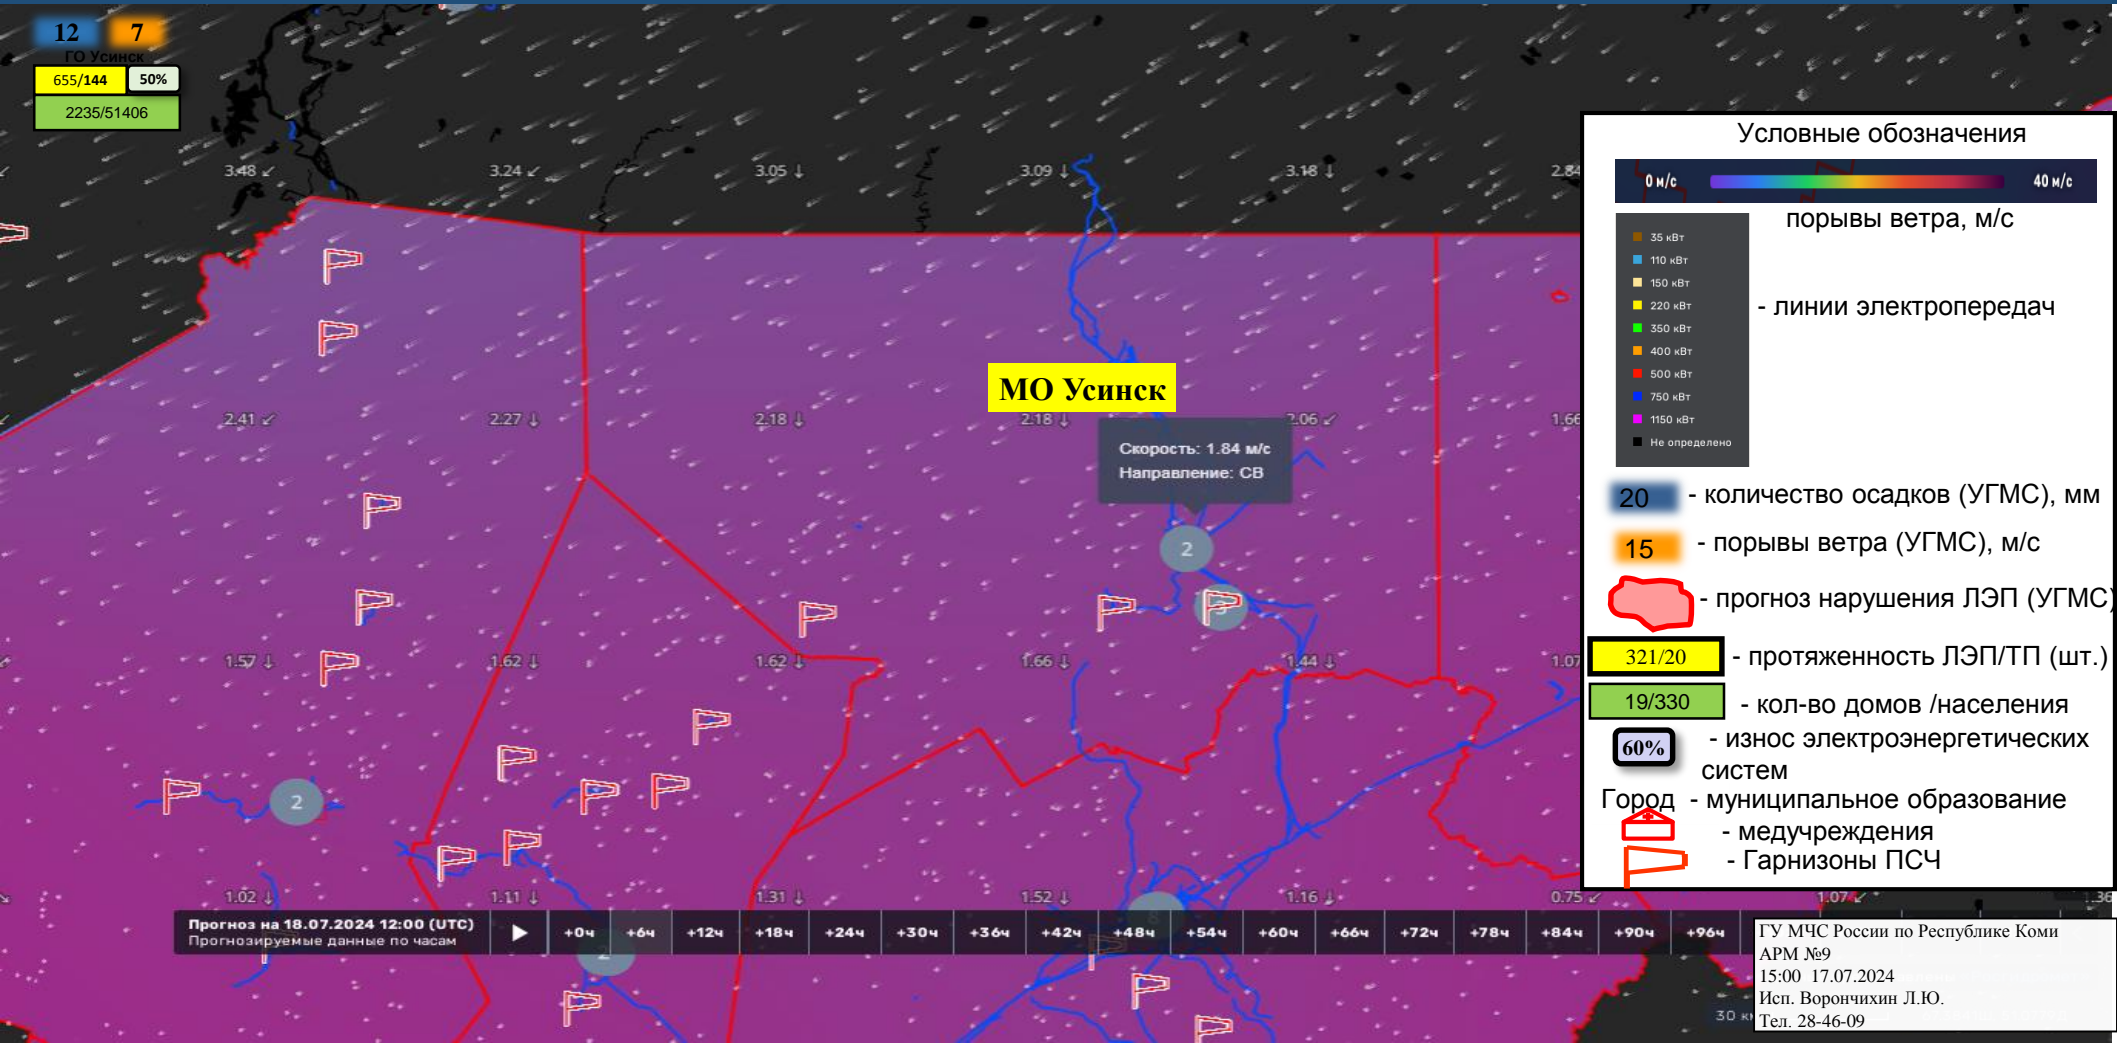 12 7
ГО Усинск
655/144 50%
2235/51406
3.48 ↙ 3.24 ↙ 3.05 ↓ 3.09 ↓ 3.18 ↓ 2.84
МО Усинск
2.41 ↙ 2.27 ↓ 2.18 ↓ 2.18 ↓ 2.06 ↙ 1.66
Скорость: 1.84 м/с
Направление: СВ
2
1.57 ↓ 1.62 ↓ 1.62 ↓ 1.66 ↓ 1.44 ↓ 1.07
2
1.02 ↓ 1.11 ↓ 1.31 ↓ 1.52 ↓ 1.16 ↓ 0.75 ↙ 1.07 ↙ 1.36
Прогноз на 18.07.2024 12:00 (UTC)
Прогнозируемые данные по часам
+0ч +6ч +12ч +18ч +24ч +30ч +36ч +42ч +48ч +54ч +60ч +66ч +72ч +78ч +84ч +90ч +96ч
2
30 км
Условные обозначения
0 м/с 40 м/с
порывы ветра, м/с
35 кВт
110 кВт
150 кВт
220 кВт
350 кВт
400 кВт
500 кВт
750 кВт
1150 кВт
Не определено
- линии электропередач
20 - количество осадков (УГМС), мм
15 - порывы ветра (УГМС), м/с
- прогноз нарушения ЛЭП (УГМС)
321/20 - протяженность ЛЭП/ТП (шт.)
19/330 - кол-во домов /населения
60% - износ электроэнергетических
систем
Город - муниципальное образование
- медучреждения
- Гарнизоны ПСЧ
ГУ МЧС России по Республике Коми
АРМ №9
15:00 17.07.2024
Исп. Ворончихин Л.Ю.
Тел. 28-46-09